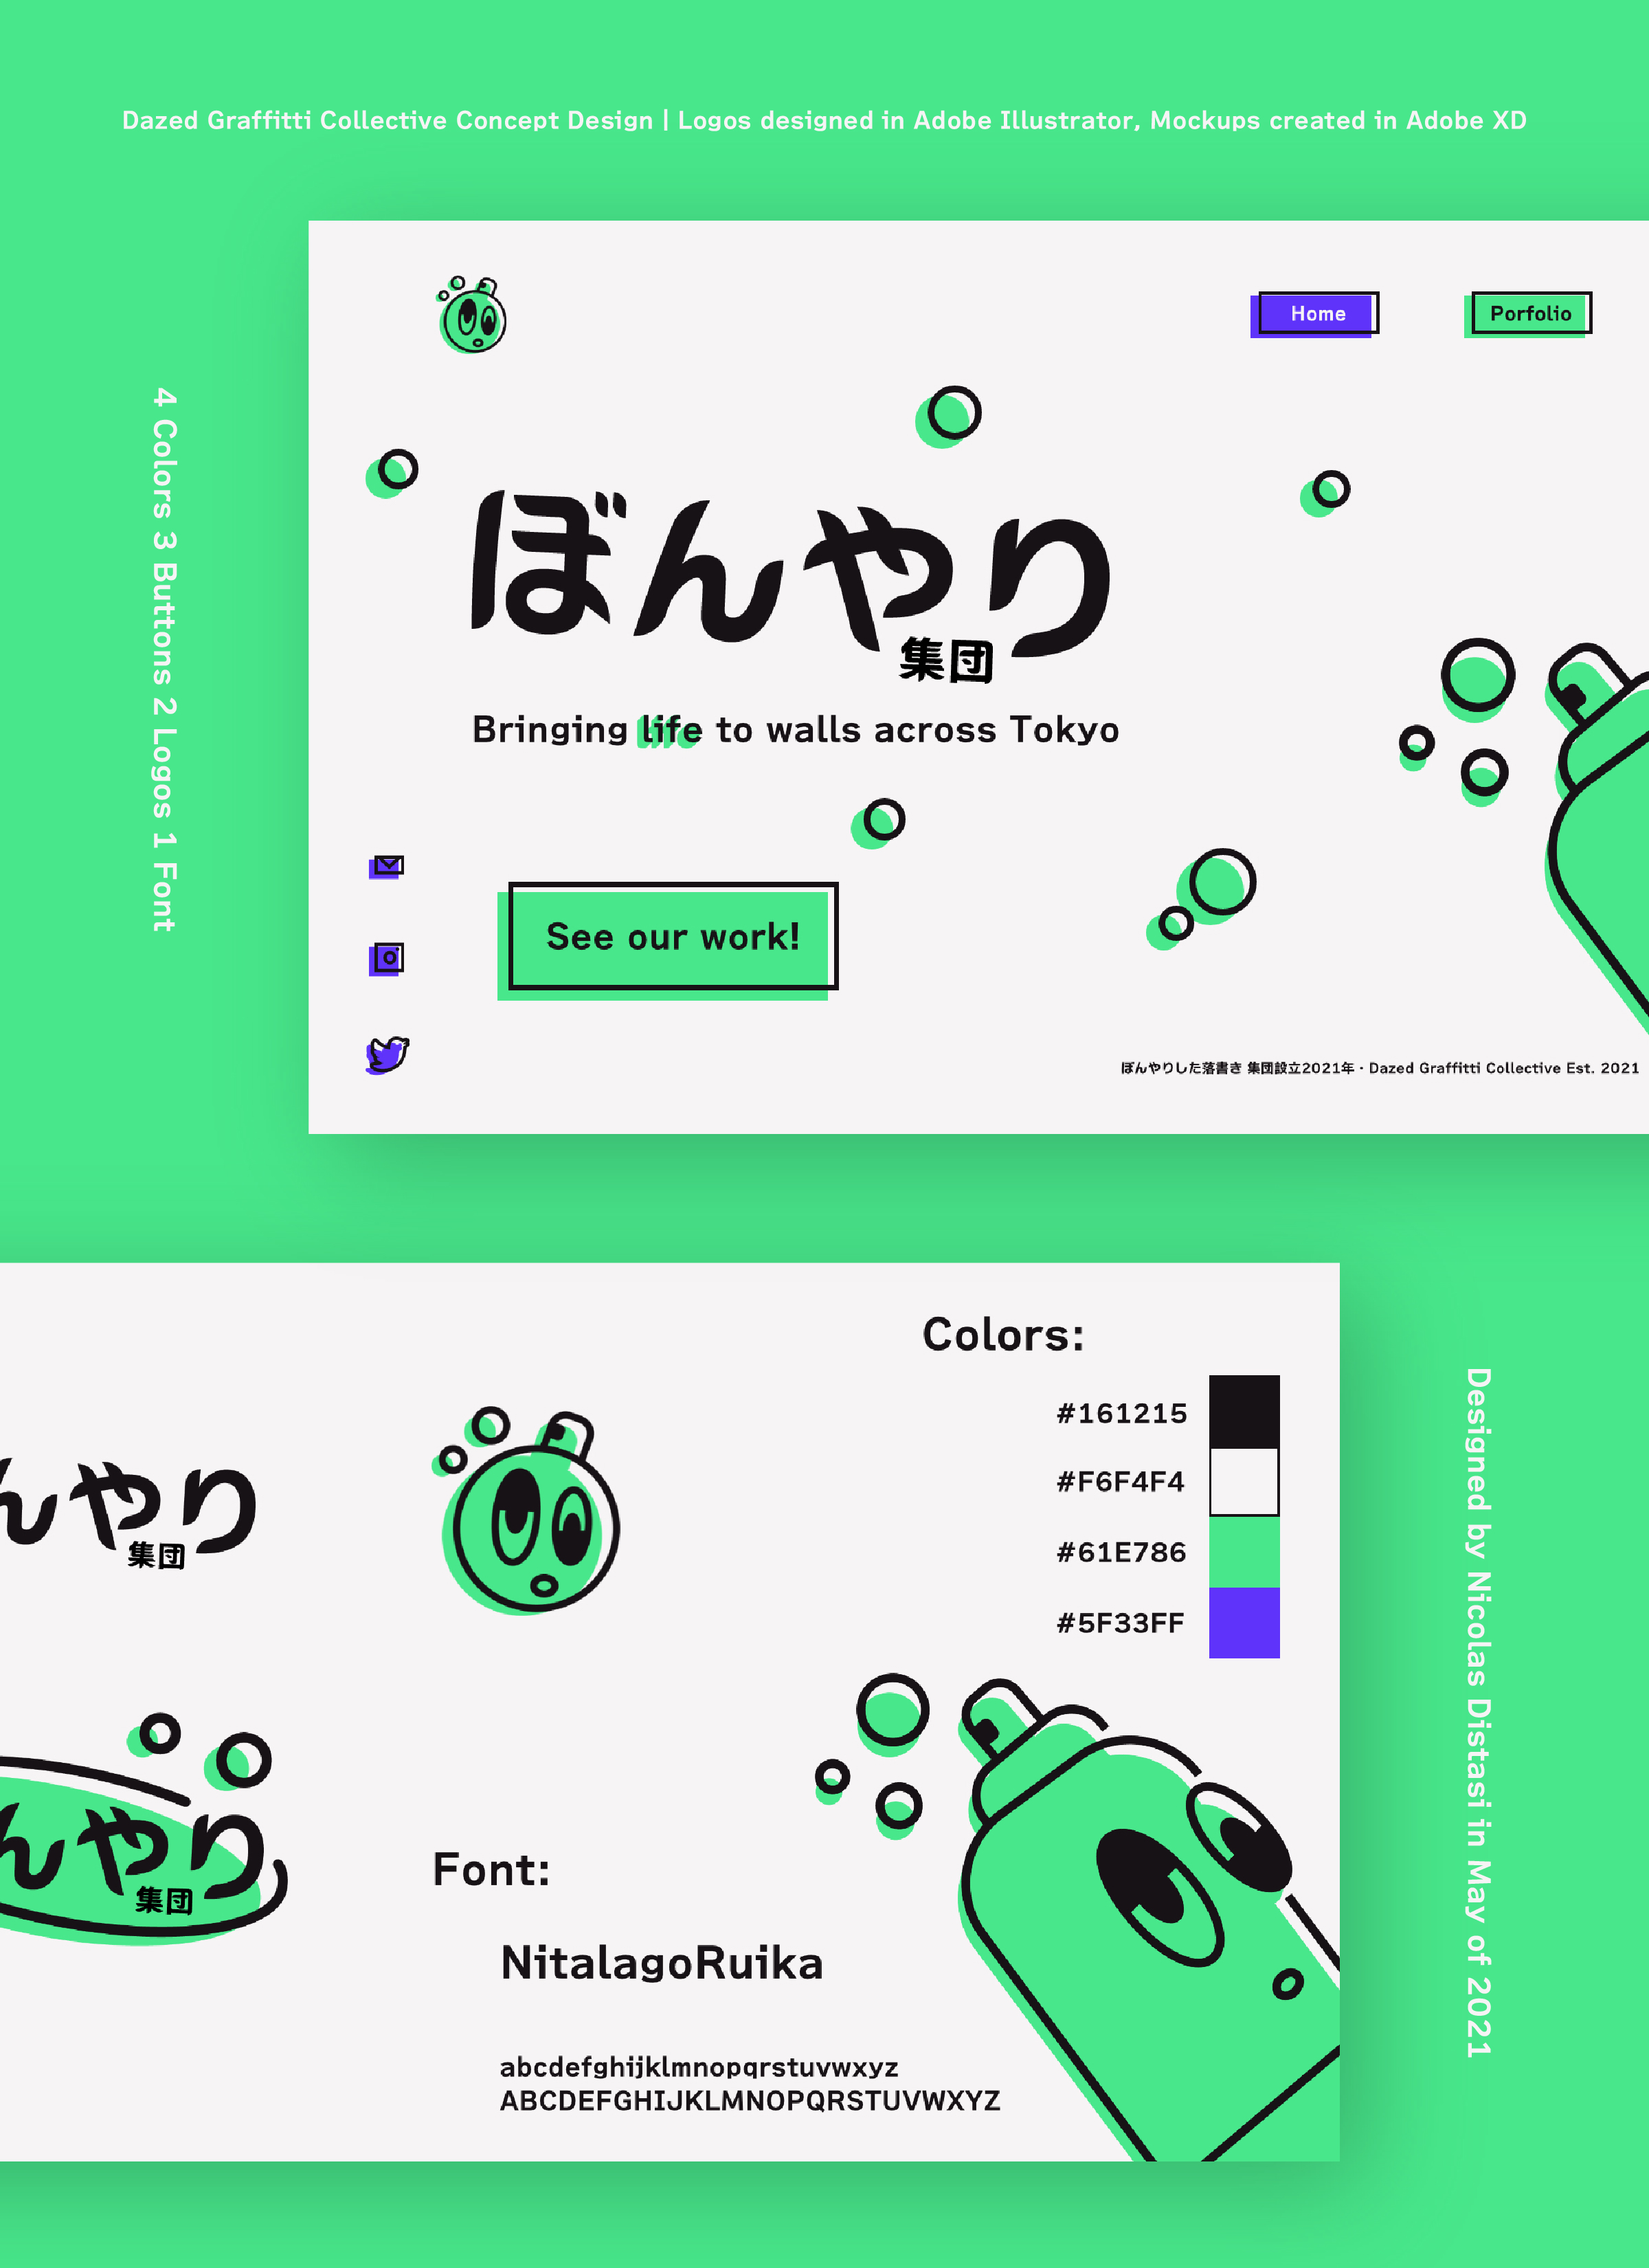 Dazed Graffitti Collective Concept Design | Logos designed in Adobe Illustrator, Mockups created in Adobe XD
4 Colors 3 Buttons 2 Logos 1 Font
Home
Porfolio
ぼんやり
集団
Bringing life to walls across Tokyo
See our work!
ぼんやりした落書き 集団設立2021年・Dazed Graffitti Collective Est. 2021
Colors:
#161215
#F6F4F4
#61E786
#5F33FF
んやり
集団
んやり
集団
Font:
NitalagoRuika
abcdefghijklmnopqrstuvwxyz
ABCDEFGHIJKLMNOPQRSTUVWXYZ
Designed by Nicolas Distasi in May of 2021